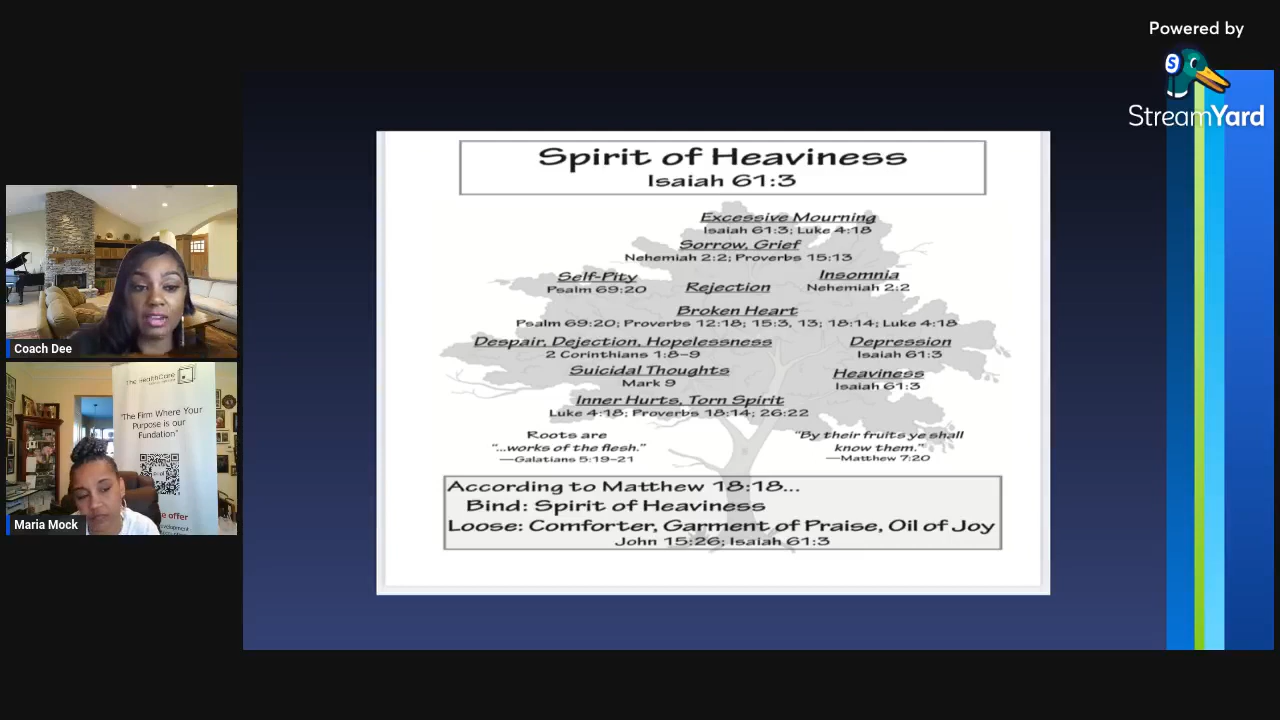 Powered by
StreamYard
Spirit of Heaviness
Isaiah 61:3
Excessive Mourning
Isaiah 61:3; Luke 4:18
Sorrow, Grief
Nehemiah 2:2; Proverbs 15:13
Self-Pity
Psalm 69:20
Rejection
Insomnia
Nehemiah 2:2
Broken Heart
Psalm 69:20; Proverbs 12:18; 15:3, 13; 18:14; Luke 4:18
Despair, Dejection, Hopelessness
2 Corinthians 1:8–9
Depression
Isaiah 61:3
Suicidal Thoughts
Mark 9
Heaviness
Isaiah 61:3
Inner Hurts, Torn Spirit
Luke 4:18; Proverbs 18:14; 26:22
Roots are
"...works of the flesh."
—Galatians 5:19–21
"By their fruits ye shall
know them."
—Matthew 7:20
According to Matthew 18:18...
Bind: Spirit of Heaviness
Loose: Comforter, Garment of Praise, Oil of Joy
John 15:26; Isaiah 61:3
Coach Dee
The HealthCare
"The Firm Where Your
Purpose is our
Fundation"
offer
Maria Mock